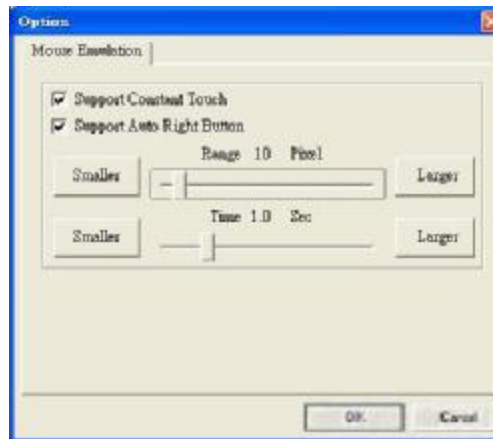 Option
Mouse Emulation
Support Constant Touch
Support Auto Right Button
Range 10 Pixel
Smaller
Larger
Time 1.0 Sec
Smaller
Larger
OK
Cancel